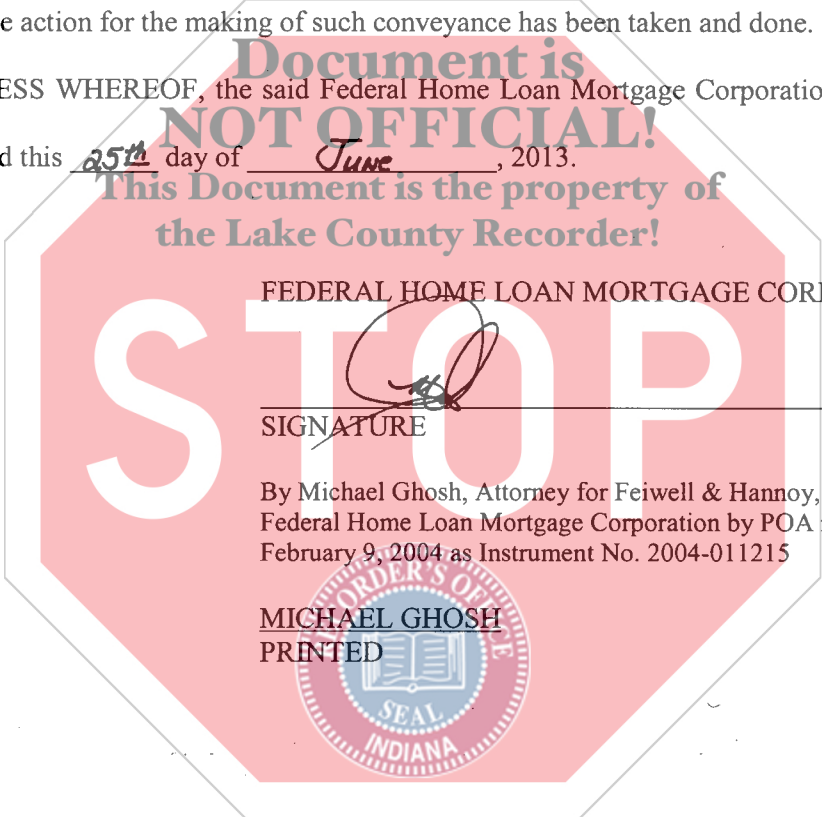 e action for the making of such conveyance has been taken and done.
Document is
ESS WHEREOF, the said Federal Home Loan Mortgage Corporatio
NOT OFFICIAL!
d this 25th day of June, 2013.
This Document is the property of
the Lake County Recorder!
FEDERAL HOME LOAN MORTGAGE COR
STOP
SIGNATURE
By Michael Ghosh, Attorney for Feiwell & Hannoy,
Federal Home Loan Mortgage Corporation by POA
February 9, 2004 as Instrument No. 2004-011215
RECORDER'S OFFICE
MICHAEL GHOSH
PRINTED
SEAL
INDIANA